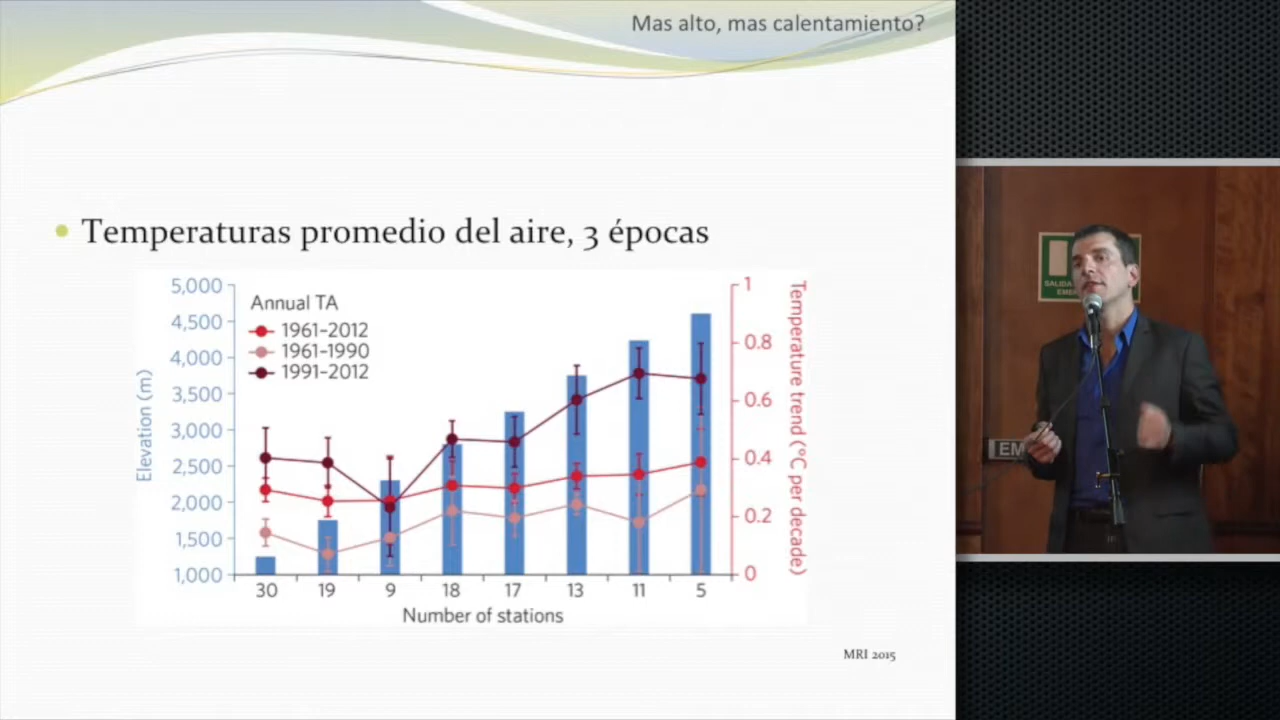 Mas alto, mas calentamiento?
Temperaturas promedio del aire, 3 épocas
Annual TA
1961–2012
1961–1990
1991–2012
Elevation (m)
5,000
4,500
4,000
3,500
3,000
2,500
2,000
1,500
1,000
1
0.8
0.6
0.4
0.2
0
Temperature trend (°C per decade)
30 19 9 18 17 13 11 5
Number of stations
MRI 2015
SALIDA
EM